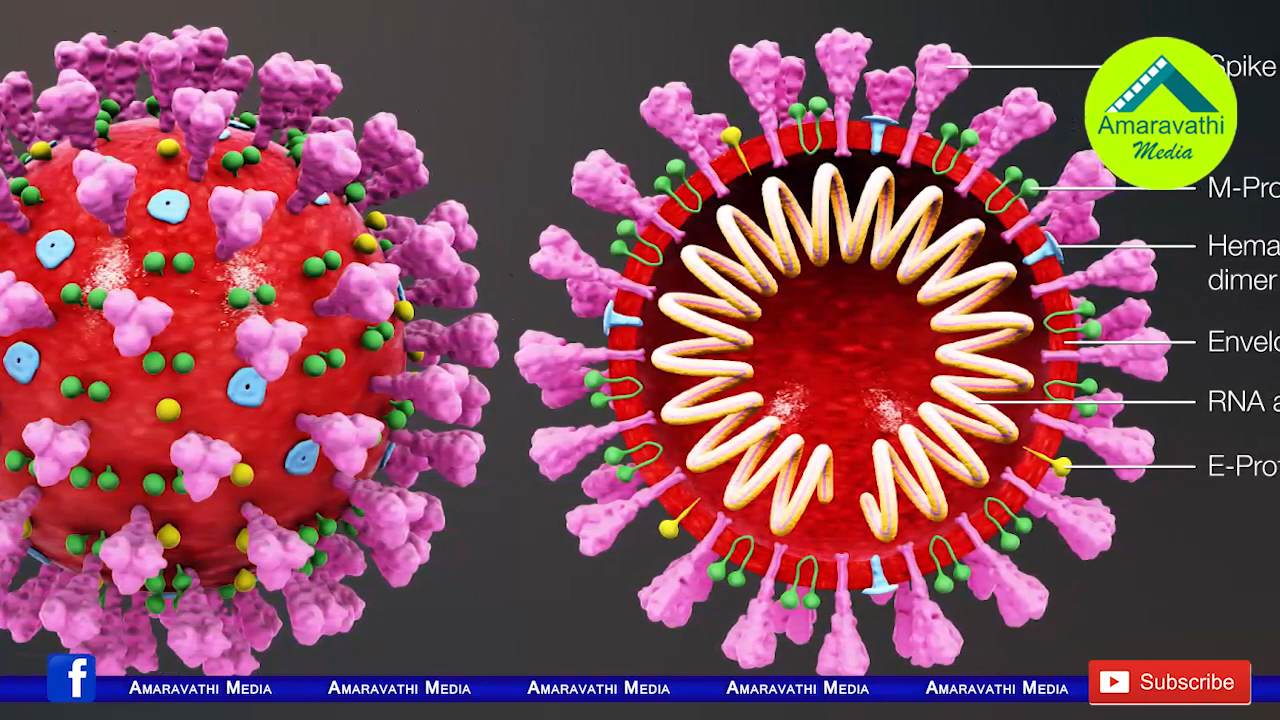 Spike
M-Pro
Hema
dimer
Envelo
RNA a
E-Prot
Amaravathi
Media
f
Amaravathi Media Amaravathi Media Amaravathi Media Amaravathi Media Amaravathi Media
Subscribe